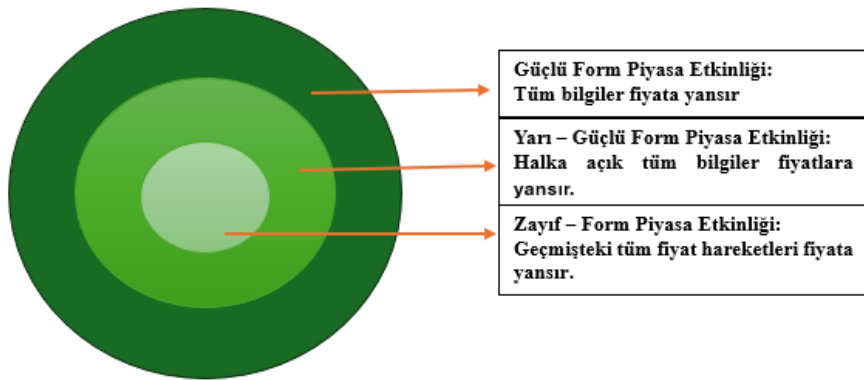 Güçlü Form Piyasa Etkinliği:
Tüm bilgiler fiyata yansır
Yarı – Güçlü Form Piyasa Etkinliği:
Halka açık tüm bilgiler fiyatlara
yansır.
Zayıf – Form Piyasa Etkinliği:
Geçmişteki tüm fiyat hareketleri fiyata
yansır.